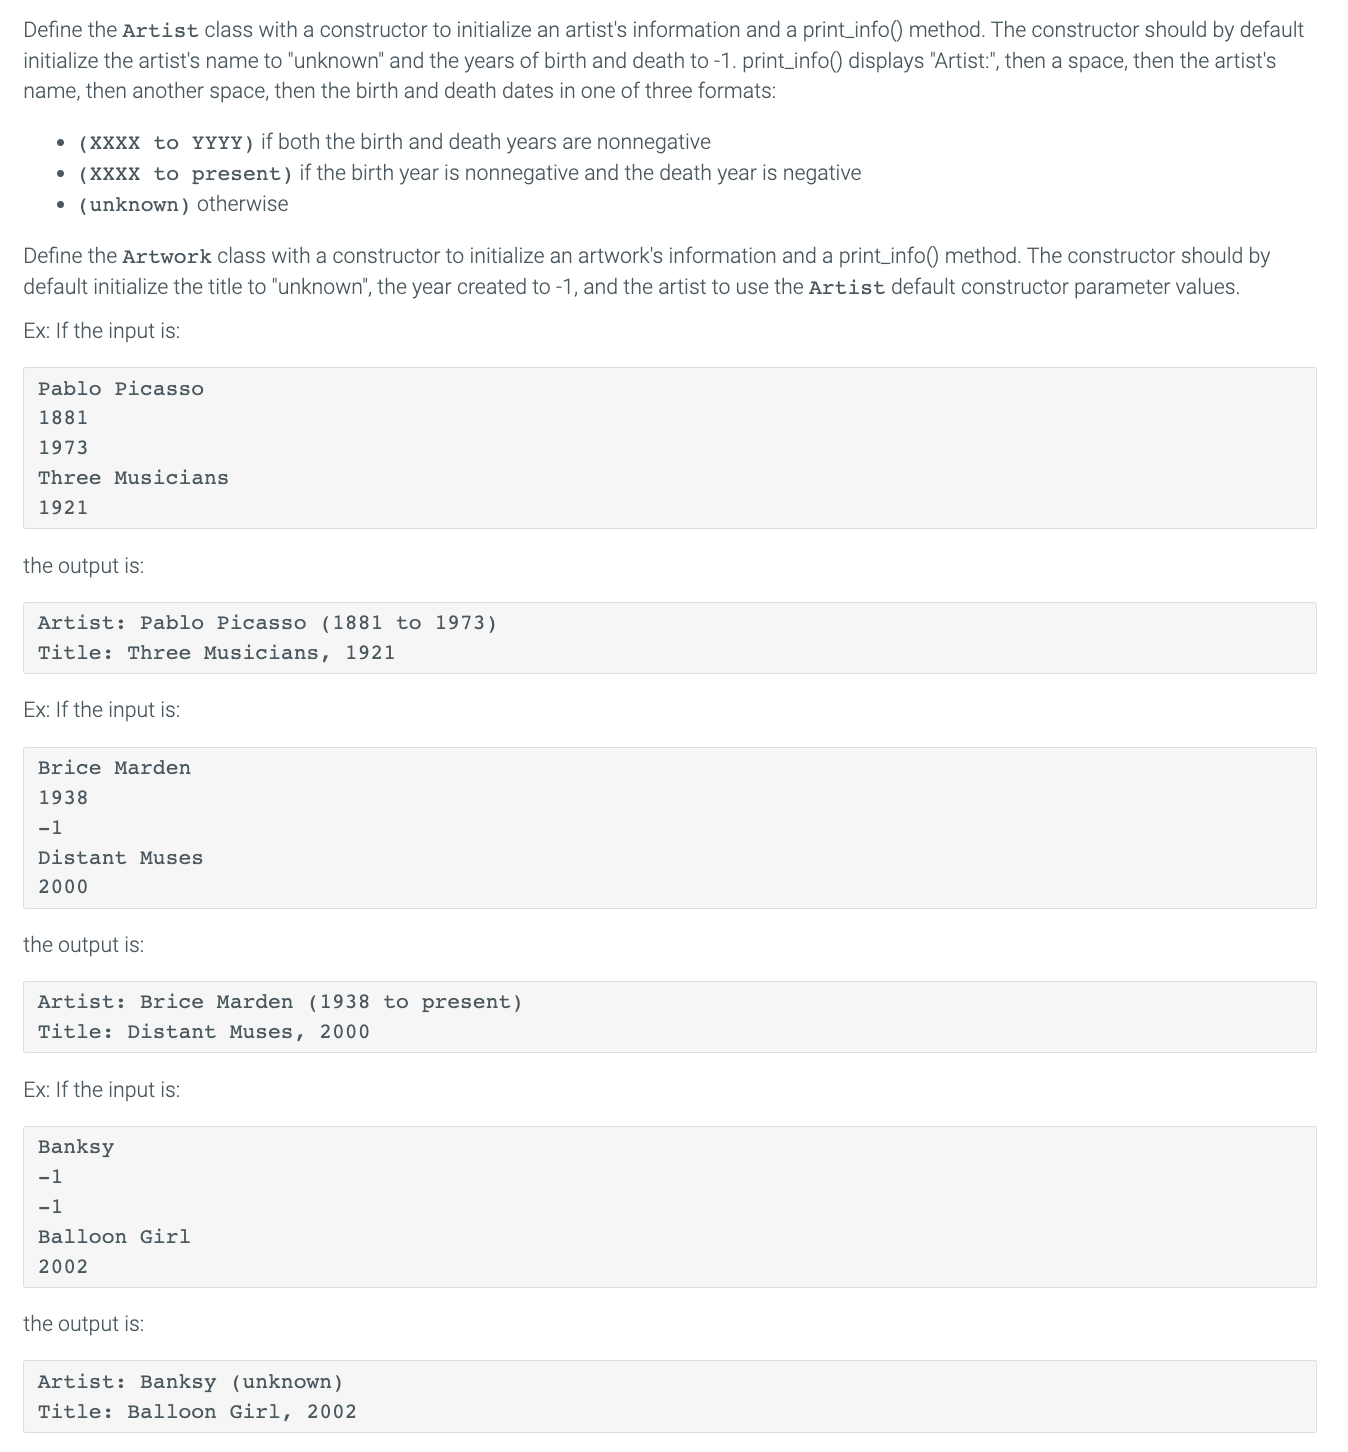 Define the Artist class with a constructor to initialize an artist's information and a print_info() method. The constructor should by default
initialize the artist's name to "unknown" and the years of birth and death to -1. print_info() displays "Artist:", then a space, then the artist's
name, then another space, then the birth and death dates in one of three formats:
• (XXXX to YYYY) if both the birth and death years are nonnegative
• (XXXX to present) if the birth year is nonnegative and the death year is negative
• (unknown) otherwise
Define the Artwork class with a constructor to initialize an artwork's information and a print_info() method. The constructor should by
default initialize the title to "unknown", the year created to -1, and the artist to use the Artist default constructor parameter values.
Ex: If the input is:
Pablo Picasso
1881
1973
Three Musicians
1921
the output is:
Artist: Pablo Picasso (1881 to 1973)
Title: Three Musicians, 1921
Ex: If the input is:
Brice Marden
1938
-1
Distant Muses
2000
the output is:
Artist: Brice Marden (1938 to present)
Title: Distant Muses, 2000
Ex: If the input is:
Banksy
-1
-1
Balloon Girl
2002
the output is:
Artist: Banksy (unknown)
Title: Balloon Girl, 2002